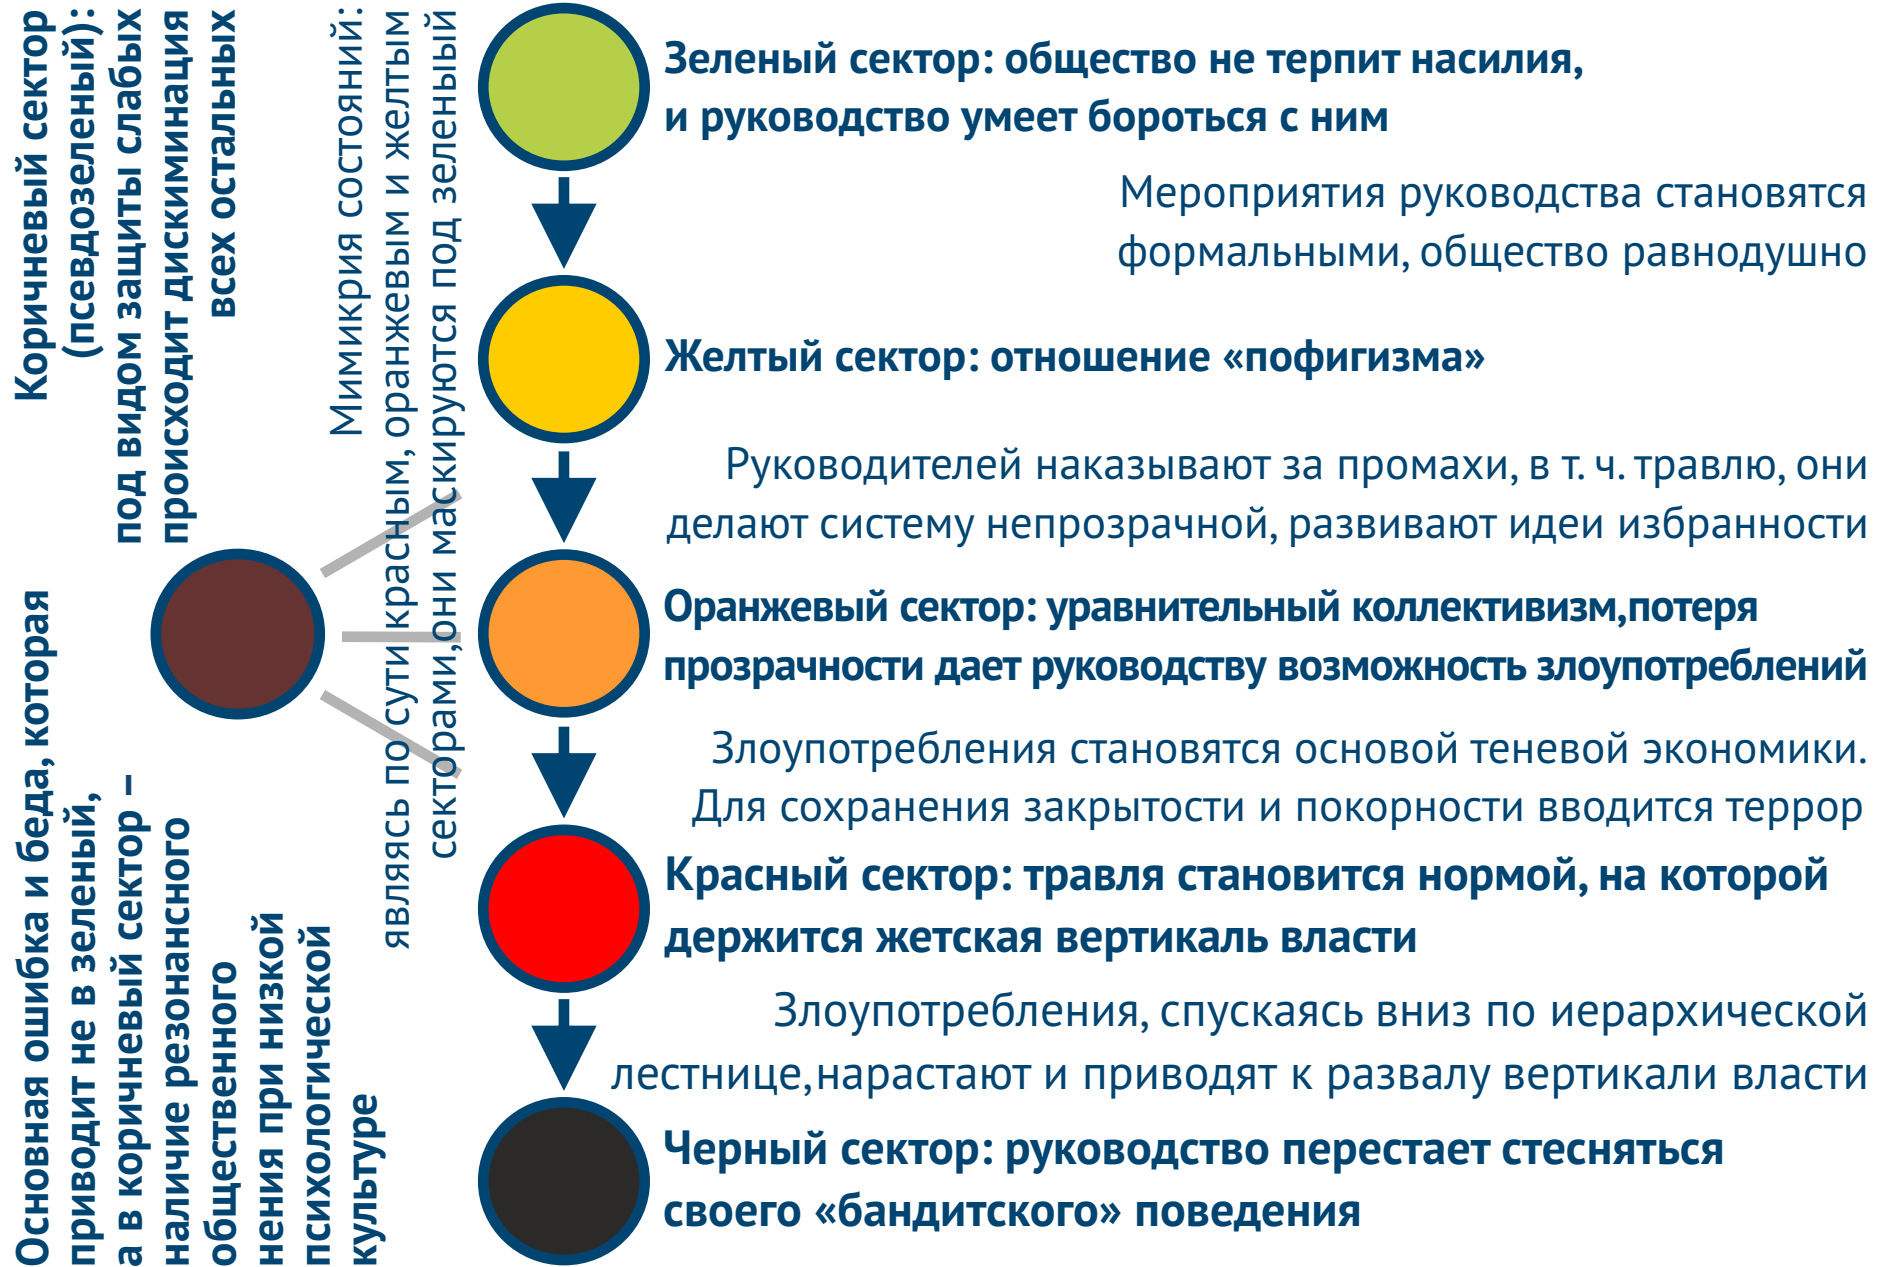 Коричневый сектор
(псевдозеленый):
под видом защиты слабых
происходит дискиминация
всех остальных
Мимикрия состояний:
являясь по сути красным, оранжевым и желтым
секторами,они маскируются под зеленыый
Основная ошибка и беда, которая
приводит не в зеленый,
а в коричневый сектор –
наличие резонансного
общественного
нения при низкой
психологической
культуре
Зеленый сектор: общество не терпит насилия,
и руководство умеет бороться с ним
Мероприятия руководства становятся
формальными, общество равнодушно
Желтый сектор: отношение «пофигизма»
Руководителей наказывают за промахи, в т. ч. травлю, они
делают систему непрозрачной, развивают идеи избранности
Оранжевый сектор: уравнительный коллективизм,потеря
прозрачности дает руководству возможность злоупотреблений
Злоупотребления становятся основой теневой экономики.
Для сохранения закрытости и покорности вводится террор
Красный сектор: травля становится нормой, на которой
держится жетская вертикаль власти
Злоупотребления, спускаясь вниз по иерархической
лестнице,нарастают и приводят к развалу вертикали власти
Черный сектор: руководство перестает стесняться
своего «бандитского» поведения